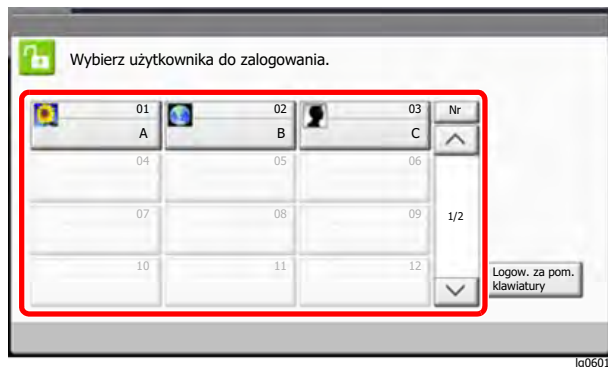 Wybierz użytkownika do zalogowania.
01 02 03 Nr
A B C
04 05 06
07 08 09 1/2
10 11 12
Logow. za pom.
klawiatury
lg0601